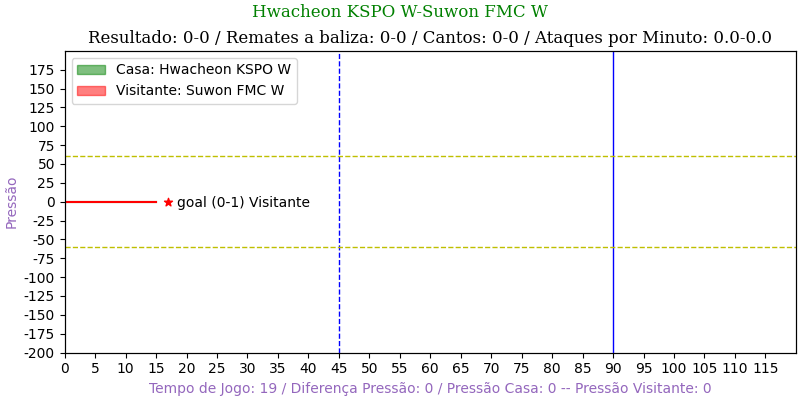 Hwacheon KSPO W-Suwon FMC W
Resultado: 0-0 / Remates a baliza: 0-0 / Cantos: 0-0 / Ataques por Minuto: 0.0-0.0
Casa: Hwacheon KSPO W
Visitante: Suwon FMC W
175
150
125
100
75
50
25
0
-25
-50
-75
-100
-125
-150
-175
-200
Pressão
goal (0-1) Visitante
0 5 10 15 20 25 30 35 40 45 50 55 60 65 70 75 80 85 90 95 100 105 110 115
Tempo de Jogo: 19 / Diferença Pressão: 0 / Pressão Casa: 0 -- Pressão Visitante: 0